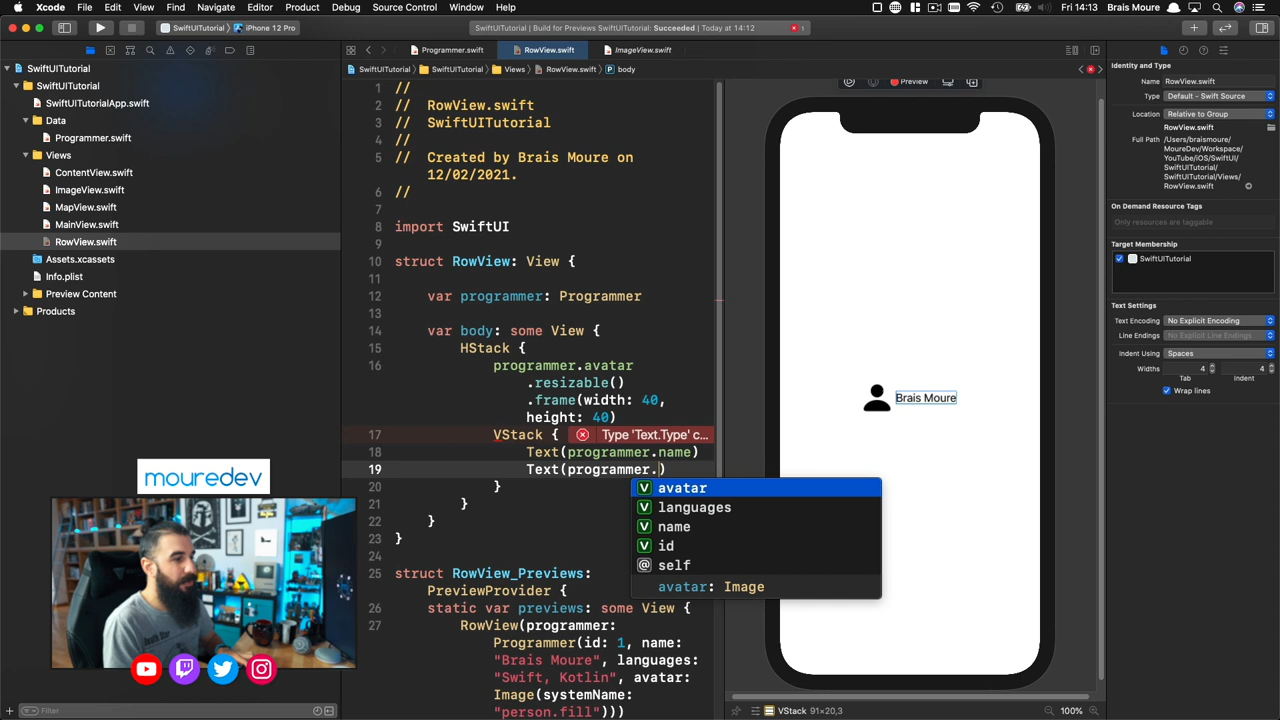 Xcode File Edit View Find Navigate Editor Product Debug Source Control Window Help
Fri 14:13 Brais Moure
SwiftUITutorial iPhone 12 Pro
SwiftUITutorial | Build for Previews SwiftUITutorial: Succeeded | Today at 14:12
Programmer.swift RowView.swift ImageView.swift
SwiftUITutorial SwiftUITutorial Views RowView.swift body
SwiftUITutorial
SwiftUITutorial
SwiftUITutorialApp.swift
Data
Programmer.swift
Views
ContentView.swift
ImageView.swift
MapView.swift
MainView.swift
RowView.swift
Assets.xcassets
Info.plist
Preview Content
Products
Filter
1 //
2 // RowView.swift
3 // SwiftUITutorial
4 //
5 // Created by Brais Moure on
12/02/2021.
6 //
7
8 import SwiftUI
9
10 struct RowView: View {
11
12 var programmer: Programmer
13
14 var body: some View {
15 HStack {
16 programmer.avatar
.resizable()
.frame(width: 40,
height: 40)
17 VStack { Type 'Text.Type' c...
18 Text(programmer.name)
19 Text(programmer.)
20 }
21 }
22 }
23 }
24
25 struct RowView_Previews:
PreviewProvider {
26 static var previews: some View {
27 RowView(programmer:
Programmer(id: 1, name:
"Brais Moure", languages:
"Swift, Kotlin", avatar:
Image(systemName:
"person.fill")))
V avatar
V languages
V name
V id
@ self
avatar: Image
Preview
Brais Moure
VStack 91×20,3
100%
Identity and Type
Name RowView.swift
Type Default - Swift Source
Location Relative to Group
RowView.swift
Full Path /Users/braismoure/
MoureDev/Workspace/
YouTube/iOS/SwiftUI/
SwiftUITutorial/
SwiftUITutorial/Views/
RowView.swift
On Demand Resource Tags
Only resources are taggable
Target Membership
SwiftUITutorial
Text Settings
Text Encoding No Explicit Encoding
Line Endings No Explicit Line Endings
Indent Using Spaces
Widths 4 4
Tab Indent
Wrap lines
mouredev